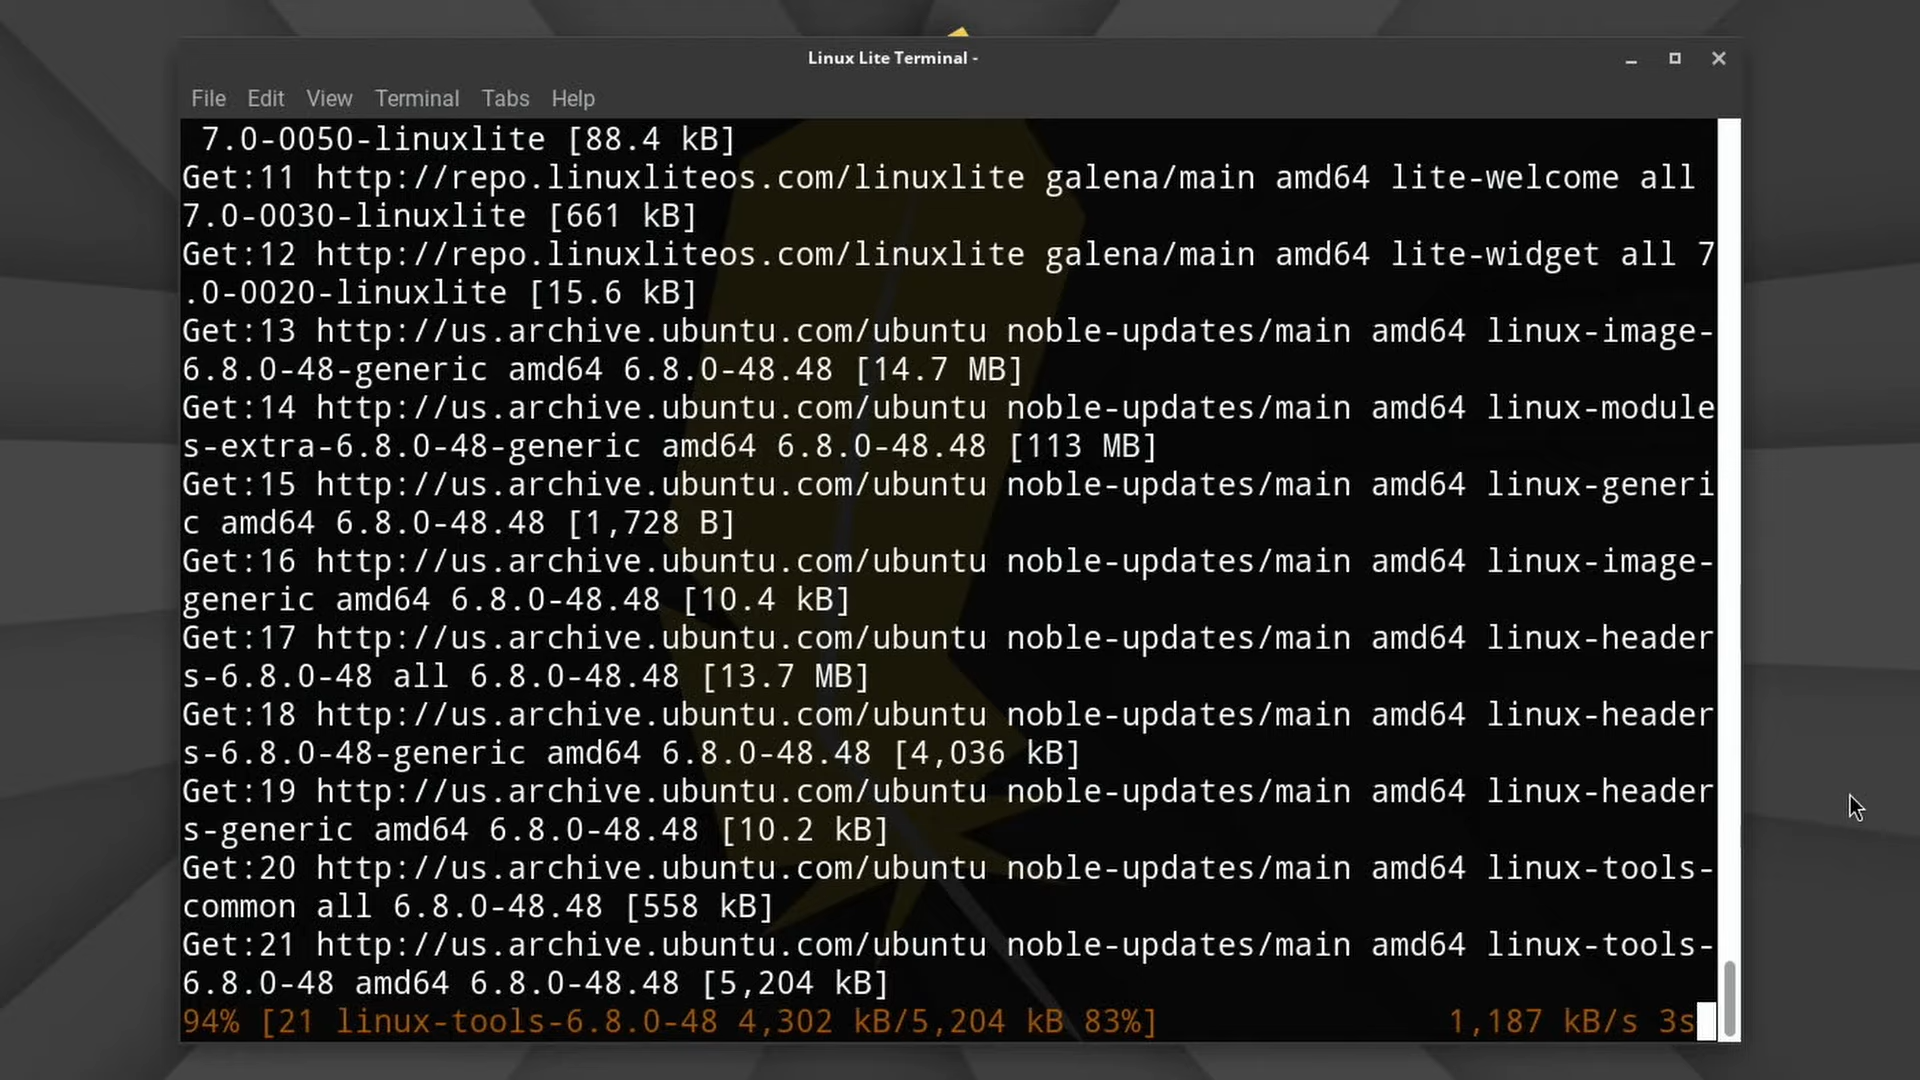 Linux Lite Terminal -
File Edit View Terminal Tabs Help
7.0-0050-linuxlite [88.4 kB]
Get:11 http://repo.linuxliteos.com/linuxlite galena/main amd64 lite-welcome all
7.0-0030-linuxlite [661 kB]
Get:12 http://repo.linuxliteos.com/linuxlite galena/main amd64 lite-widget all 7
.0-0020-linuxlite [15.6 kB]
Get:13 http://us.archive.ubuntu.com/ubuntu noble-updates/main amd64 linux-image-
6.8.0-48-generic amd64 6.8.0-48.48 [14.7 MB]
Get:14 http://us.archive.ubuntu.com/ubuntu noble-updates/main amd64 linux-module
s-extra-6.8.0-48-generic amd64 6.8.0-48.48 [113 MB]
Get:15 http://us.archive.ubuntu.com/ubuntu noble-updates/main amd64 linux-generi
c amd64 6.8.0-48.48 [1,728 B]
Get:16 http://us.archive.ubuntu.com/ubuntu noble-updates/main amd64 linux-image-
generic amd64 6.8.0-48.48 [10.4 kB]
Get:17 http://us.archive.ubuntu.com/ubuntu noble-updates/main amd64 linux-header
s-6.8.0-48 all 6.8.0-48.48 [13.7 MB]
Get:18 http://us.archive.ubuntu.com/ubuntu noble-updates/main amd64 linux-header
s-6.8.0-48-generic amd64 6.8.0-48.48 [4,036 kB]
Get:19 http://us.archive.ubuntu.com/ubuntu noble-updates/main amd64 linux-header
s-generic amd64 6.8.0-48.48 [10.2 kB]
Get:20 http://us.archive.ubuntu.com/ubuntu noble-updates/main amd64 linux-tools-
common all 6.8.0-48.48 [558 kB]
Get:21 http://us.archive.ubuntu.com/ubuntu noble-updates/main amd64 linux-tools-
6.8.0-48 amd64 6.8.0-48.48 [5,204 kB]
94% [21 linux-tools-6.8.0-48 4,302 kB/5,204 kB 83%] 1,187 kB/s 3s